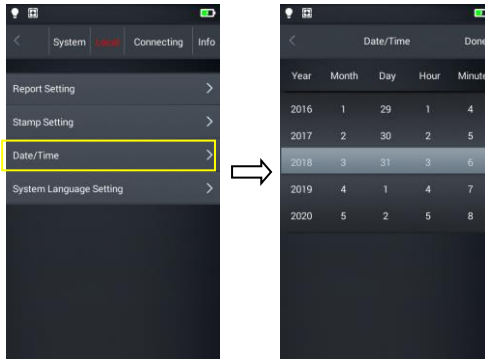 System Local Connecting Info
Report Setting
Stamp Setting
Date/Time
System Language Setting
Date/Time Done
Year Month Day Hour Minute
2016 1 29 1 4
2017 2 30 2 5
2018 3 31 3 6
2019 4 1 4 7
2020 5 2 5 8